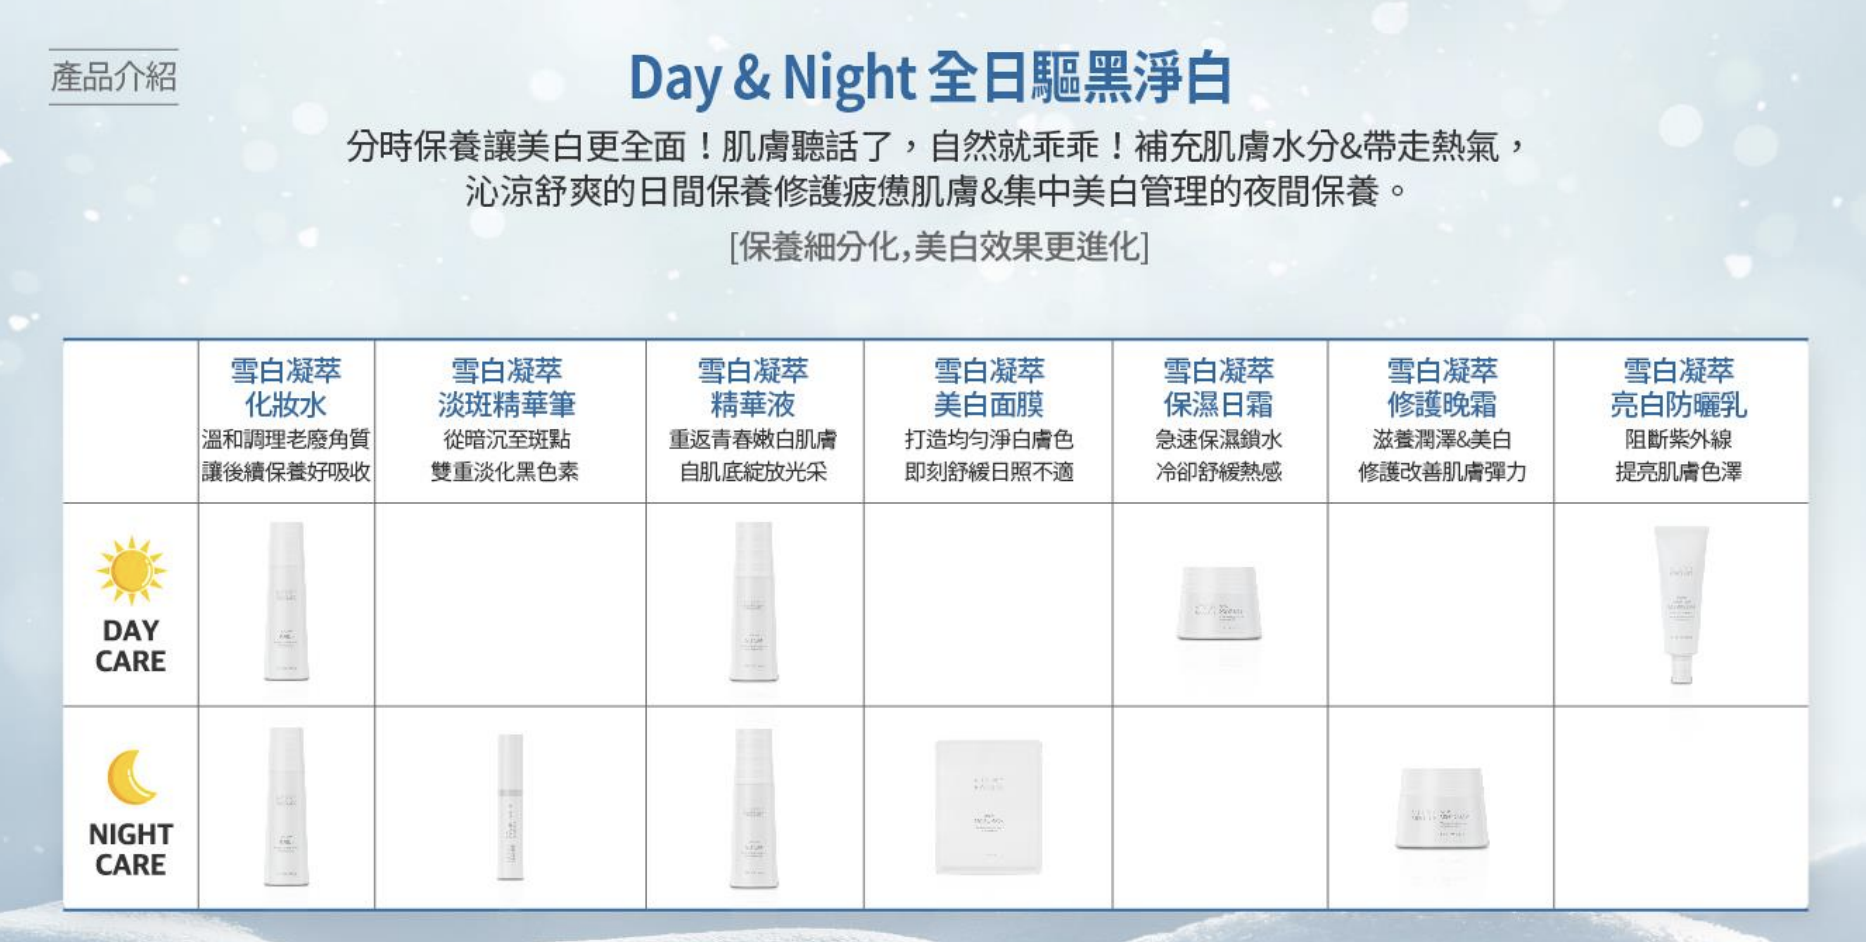 產品介紹
Day & Night 全日驅黑淨白
分時保養讓美白更全面！肌膚聽話了，自然就乖乖！補充肌膚水分&帶走熱氣，
沁涼舒爽的日間保養修護疲憊肌膚&集中美白管理的夜間保養。
[保養細分化,美白效果更進化]
雪白凝萃
化妝水
溫和調理老廢角質
讓後續保養好吸收
雪白凝萃
淡斑精華筆
從暗沉至斑點
雙重淡化黑色素
雪白凝萃
精華液
重返青春嫩白肌膚
自肌底綻放光采
雪白凝萃
美白面膜
打造均勻淨白膚色
即刻舒緩日照不適
雪白凝萃
保濕日霜
急速保濕鎖水
冷卻舒緩熱感
雪白凝萃
修護晚霜
滋養潤澤&美白
修護改善肌膚彈力
雪白凝萃
亮白防曬乳
阻斷紫外線
提亮肌膚色澤
DAY
CARE
NIGHT
CARE